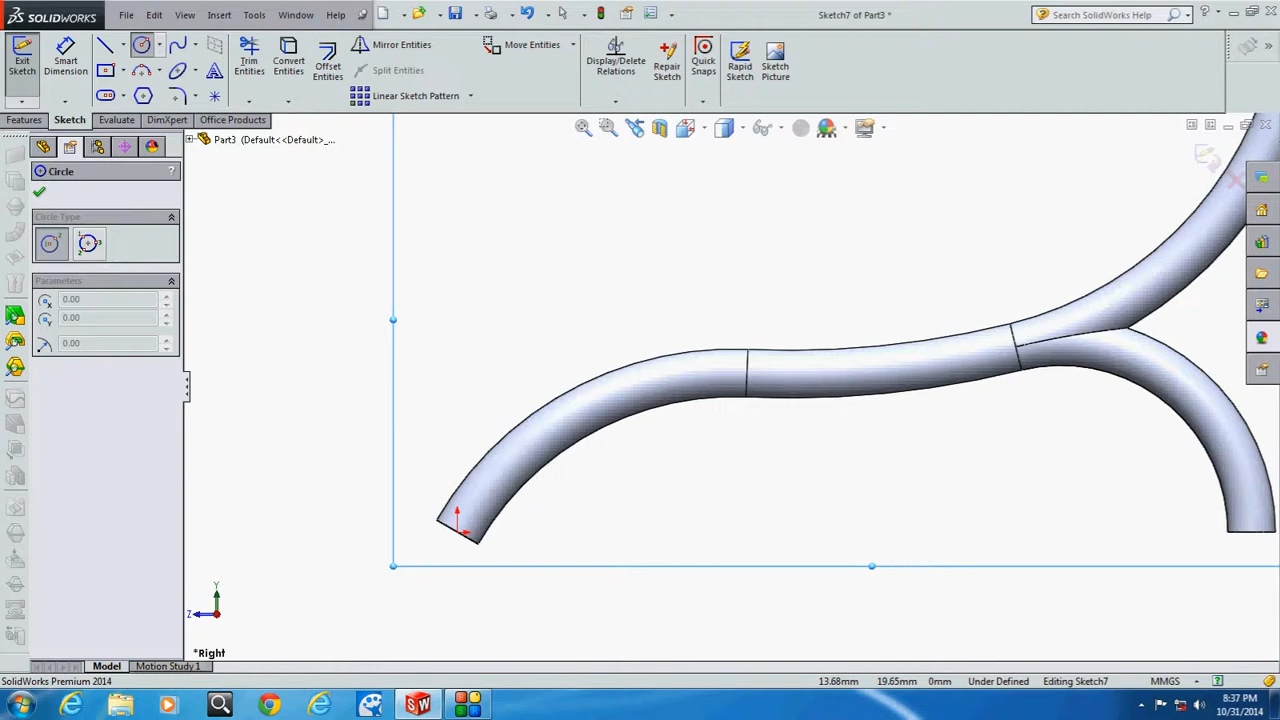 SOLIDWORKS File Edit View Insert Tools Window Help Sketch7 of Part3 * Search SolidWorks Help
Exit Sketch
Smart Dimension
Trim Entities
Convert Entities
Offset Entities
Mirror Entities
Split Entities
Linear Sketch Pattern
Move Entities
Display/Delete Relations
Repair Sketch
Quick Snaps
Rapid Sketch
Sketch Picture
Features Sketch Evaluate DimXpert Office Products
Part3 (Default<<Default>_...
Circle ?
Circle Type
Parameters
0.00
0.00
0.00
Y
Z
*Right
Model Motion Study 1
SolidWorks Premium 2014 13.68mm 19.65mm 0mm Under Defined Editing Sketch7 MMGS
8:37 PM
10/31/2014